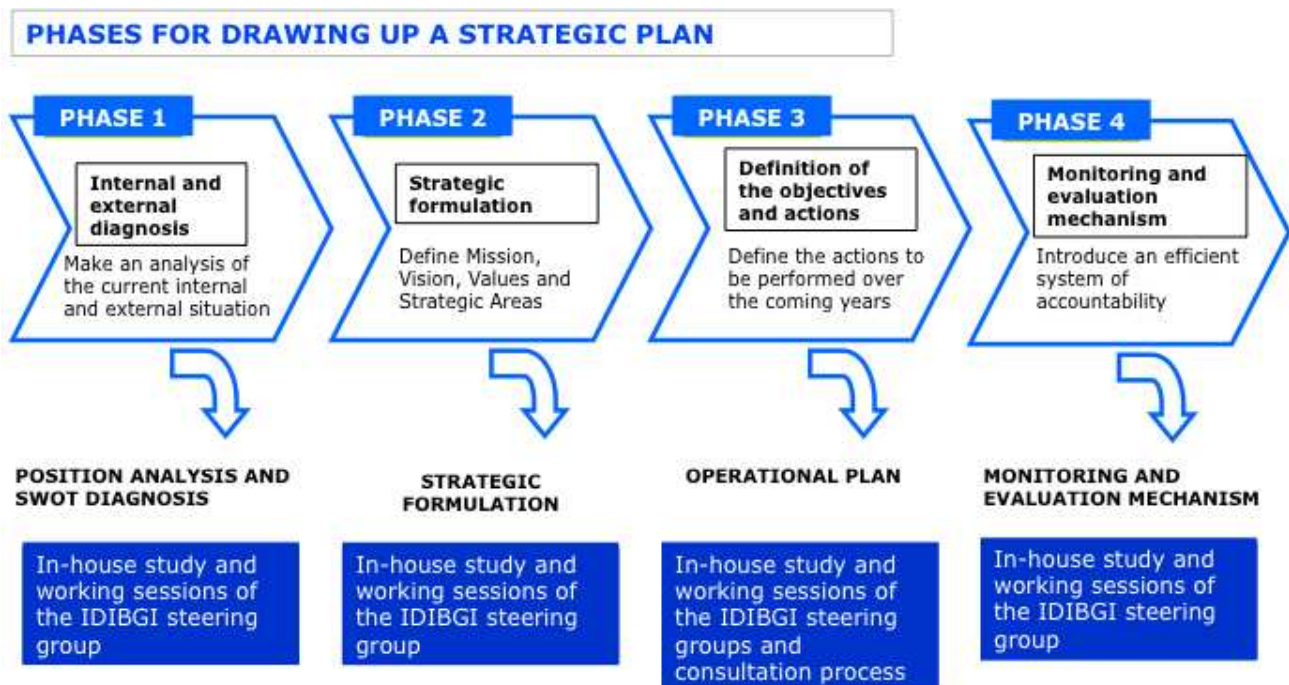 PHASES FOR DRAWING UP A STRATEGIC PLAN
PHASE 1
Internal and
external
diagnosis
Make an analysis of
the current internal
and external situation
POSITION ANALYSIS AND
SWOT DIAGNOSIS
In-house study and
working sessions of
the IDIBGI steering
group
PHASE 2
Strategic
formulation
Define Mission,
Vision, Values and
Strategic Areas
STRATEGIC
FORMULATION
In-house study and
working sessions of
the IDIBGI steering
group
PHASE 3
Definition of
the objectives
and actions
Define the actions to
be performed over
the coming years
OPERATIONAL PLAN
In-house study and
working sessions of
the IDIBGI steering
groups and
consultation process
PHASE 4
Monitoring and
evaluation
mechanism
Introduce an efficient
system of
accountability
MONITORING AND
EVALUATION MECHANISM
In-house study and
working sessions of
the IDIBGI steering
group